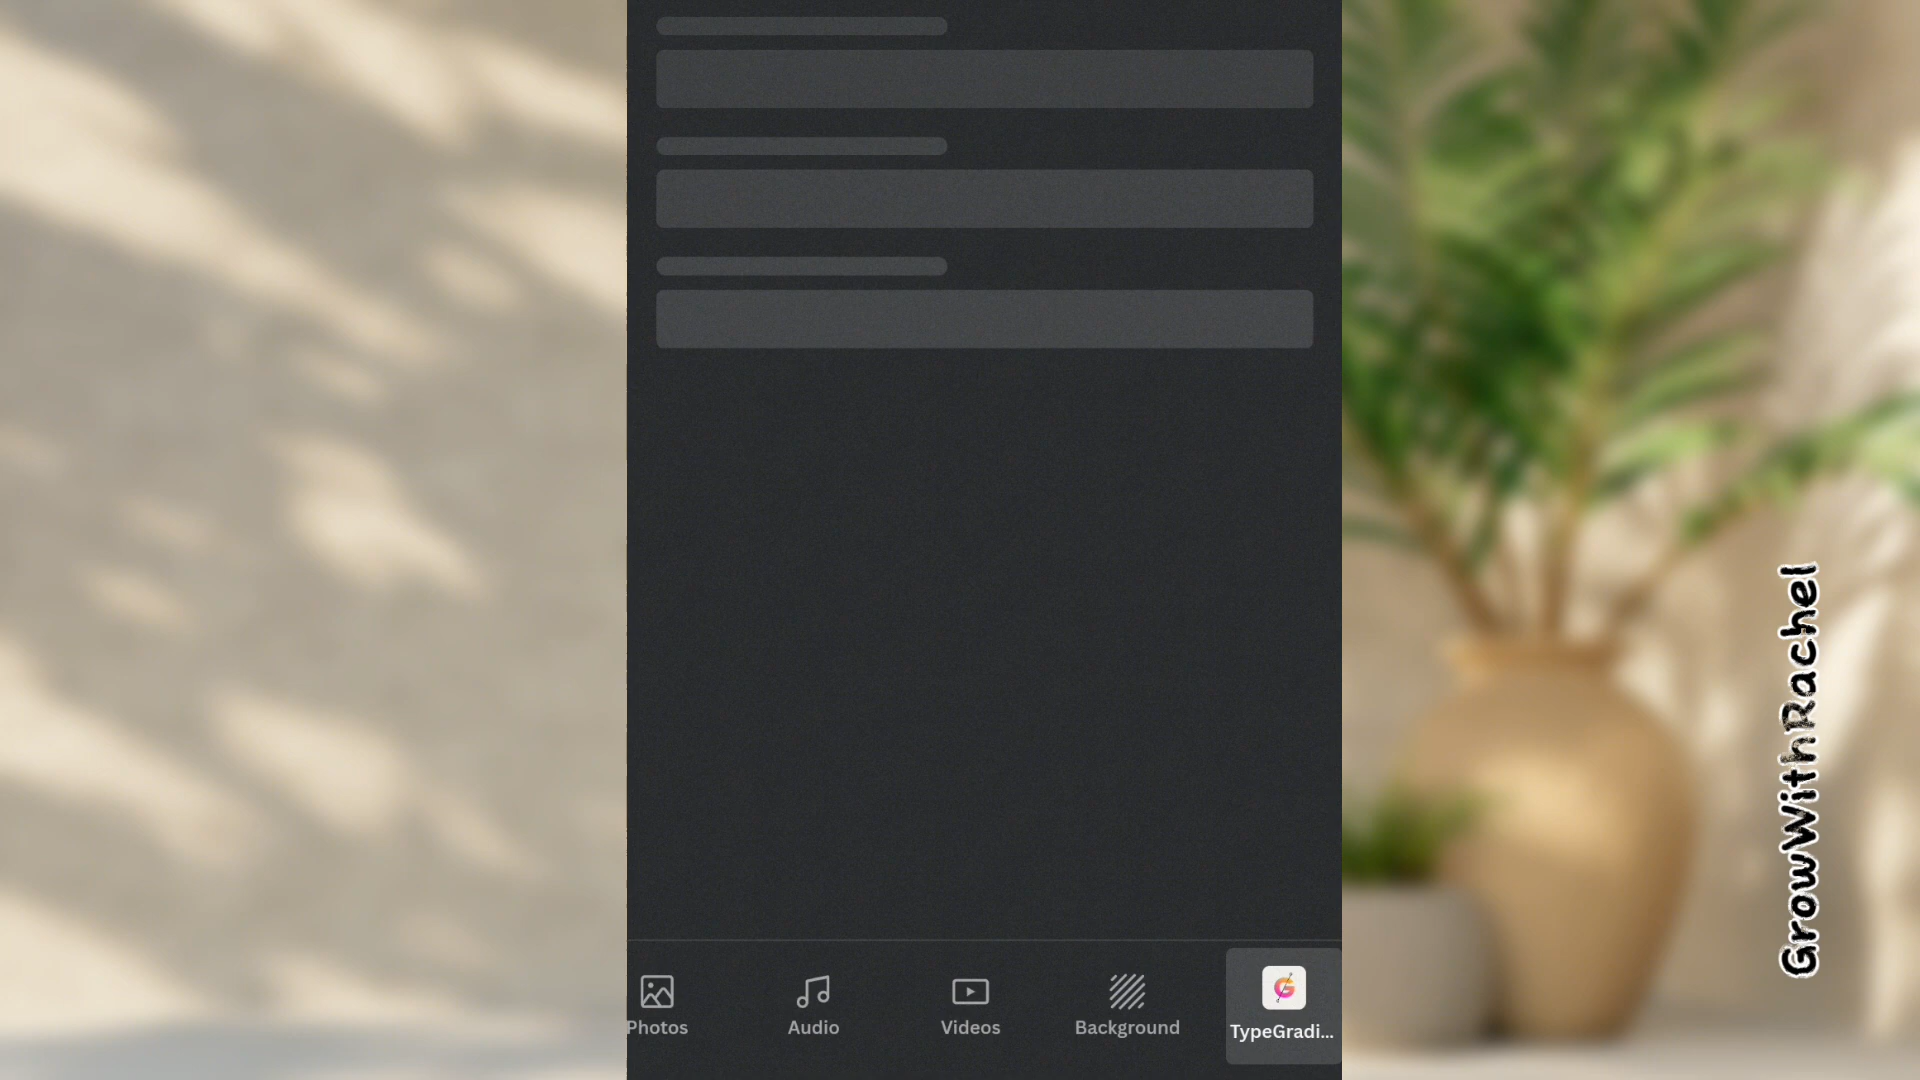 Photos
Audio
Videos
Background
TypeGradi...
GrowWithRachel